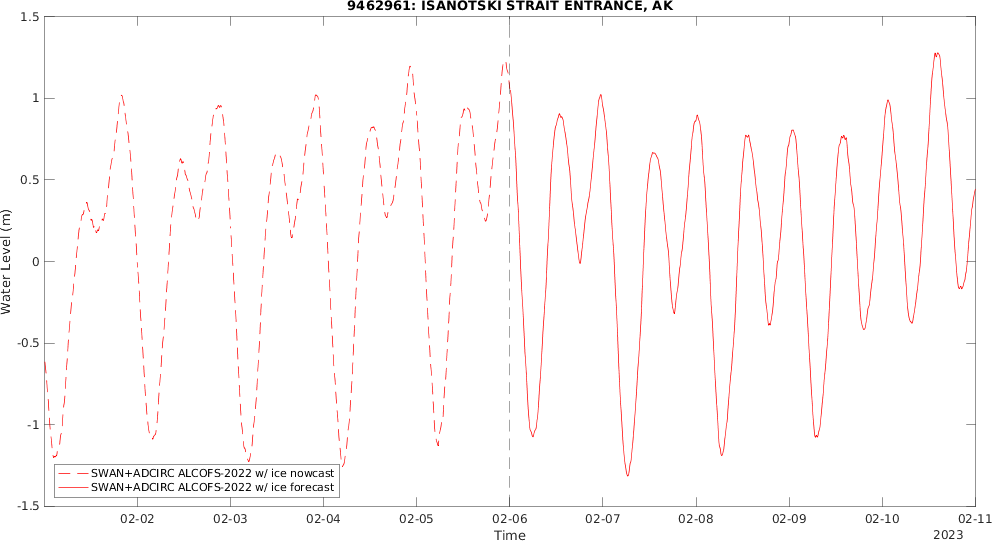 9462961: ISANOTSKI STRAIT ENTRANCE, AK
1.5
1
0.5
0
-0.5
-1
-1.5
Water Level (m)
SWAN+ADCIRC ALCOFS-2022 w/ ice nowcast
SWAN+ADCIRC ALCOFS-2022 w/ ice forecast
02-02 02-03 02-04 02-05 02-06 02-07 02-08 02-09 02-10 02-11
Time
2023